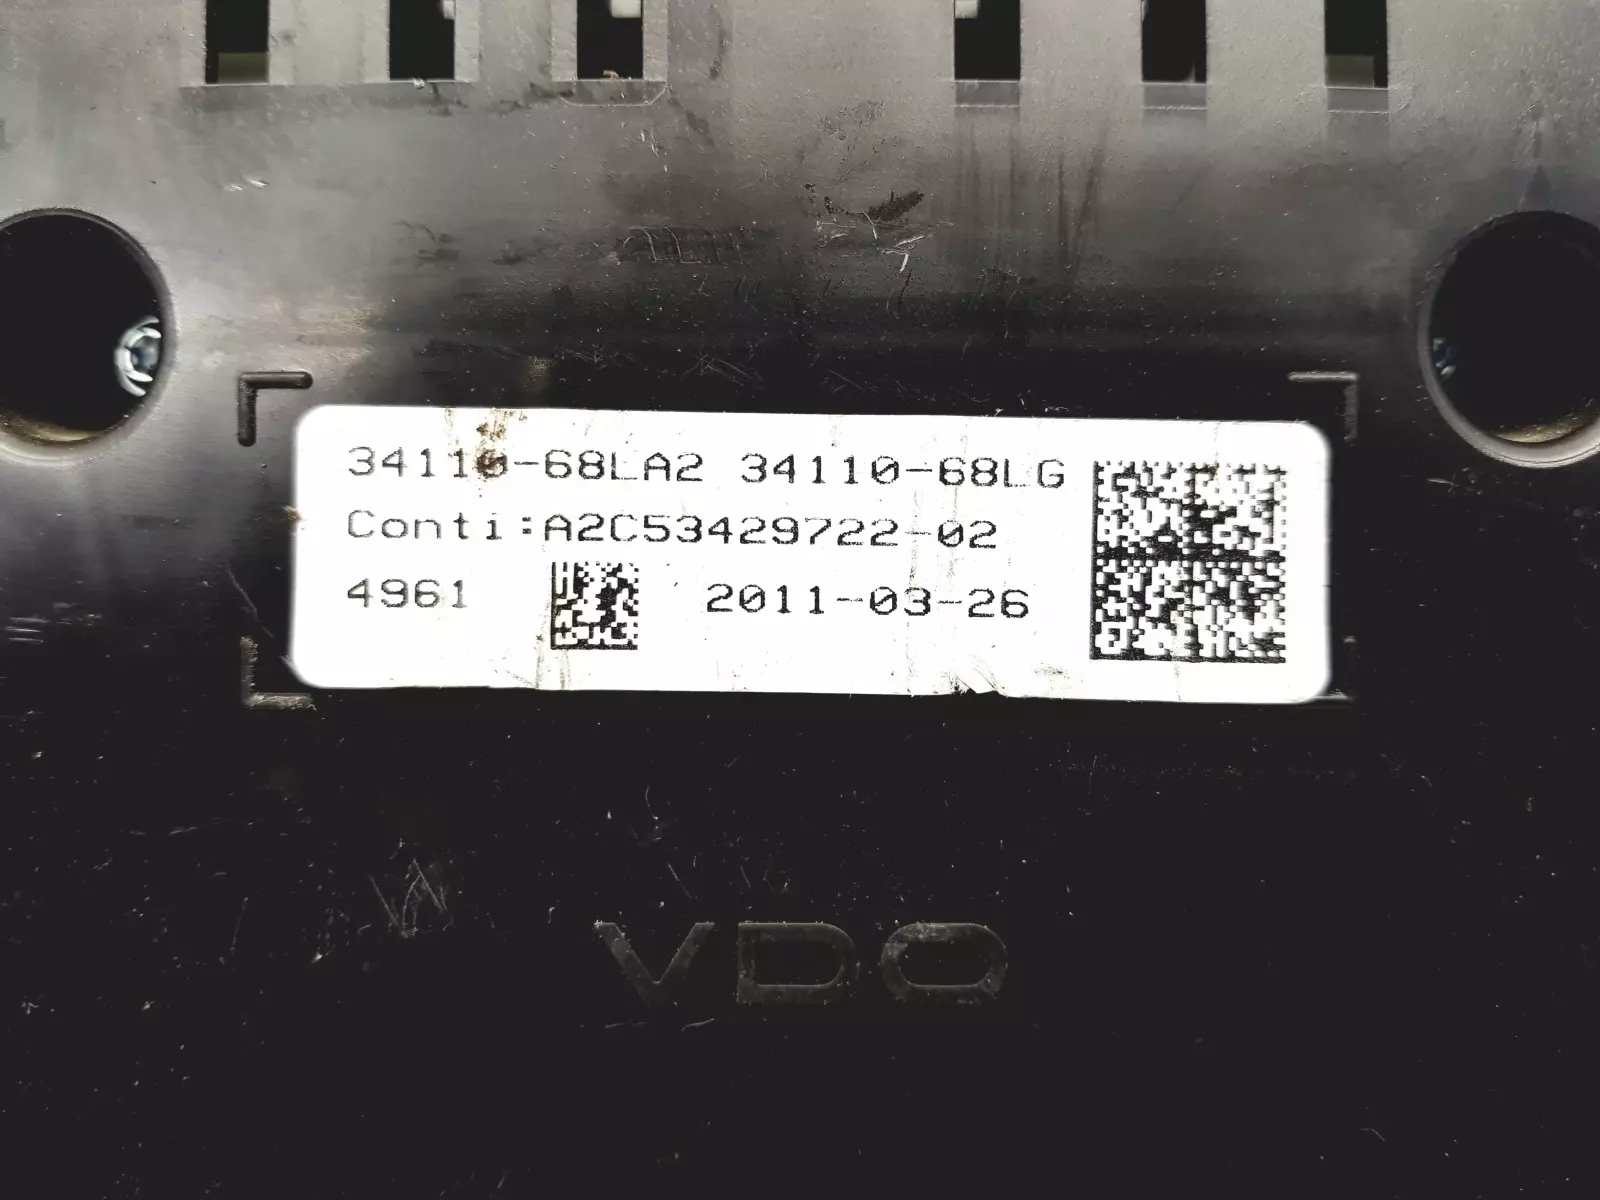 34110-68LA2 34110-68LG
Conti:A2C53429722-02
4961 2011-03-26
VDO